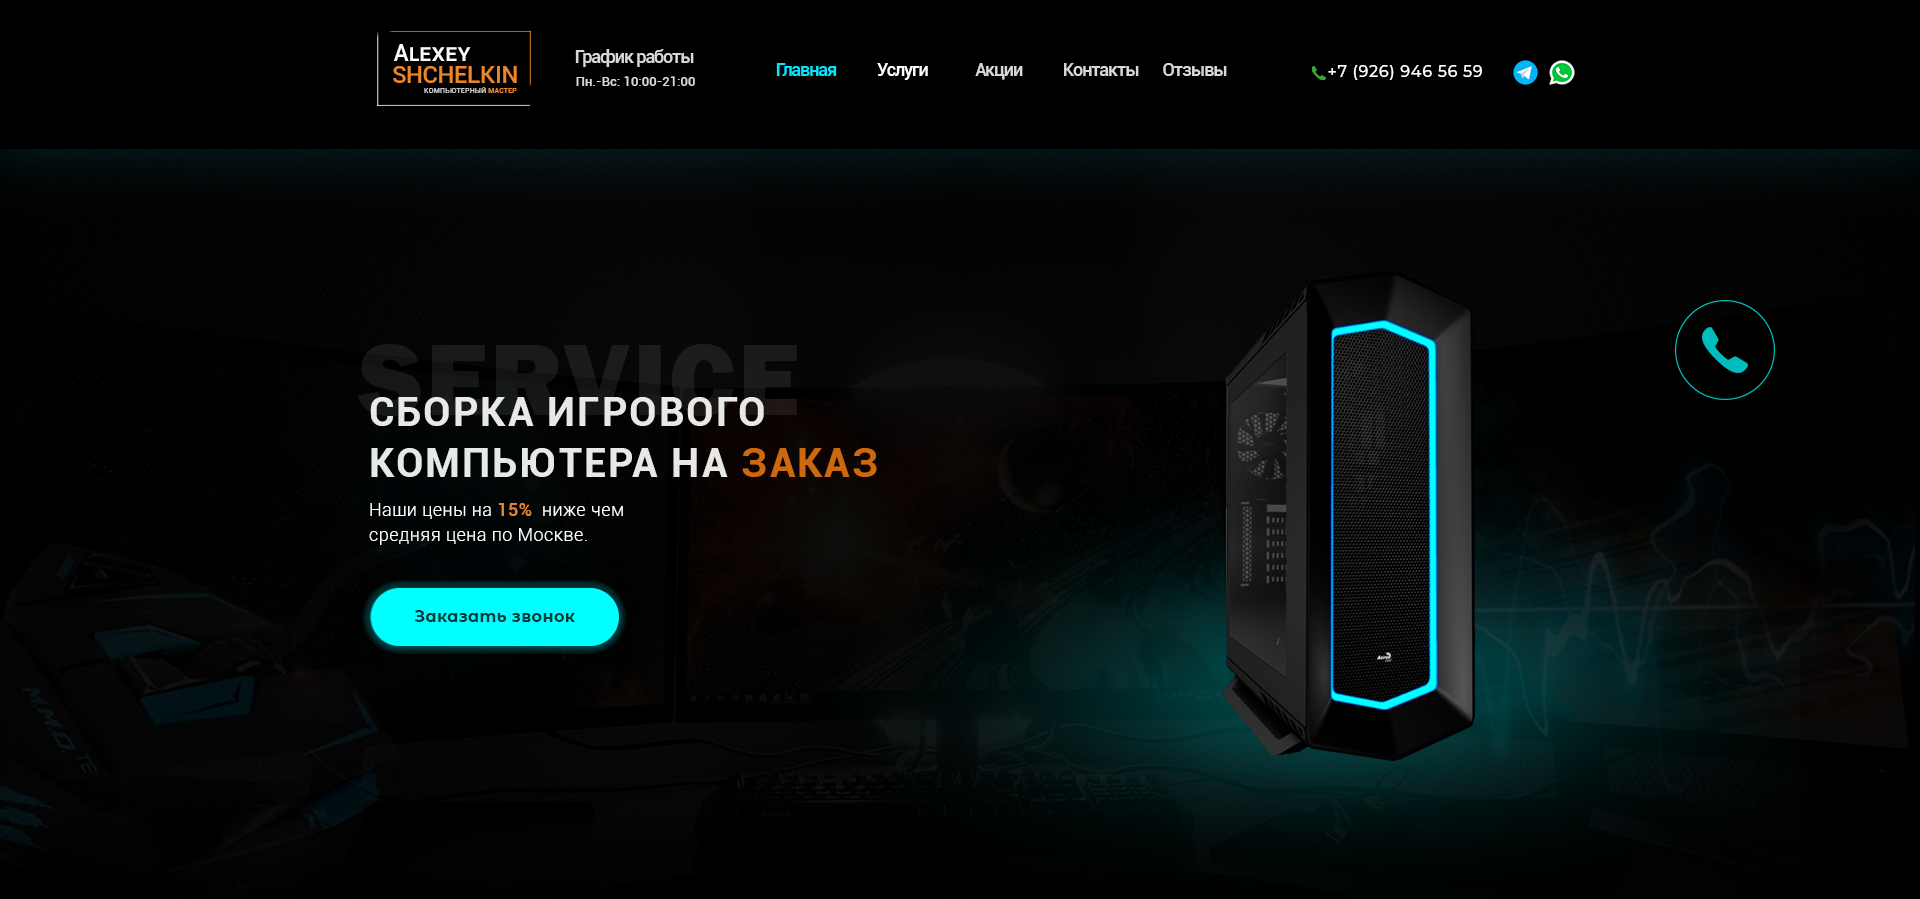 ALEXEY
SHCHELKIN
КОМПЬЮТЕРНЫЙ МАСТЕР
График работы
Пн.-Вс: 10:00-21:00
Главная
Услуги
Акции
Контакты
Отзывы
+7 (926) 946 56 59
SERVICE
СБОРКА ИГРОВОГО
КОМПЬЮТЕРА НА ЗАКАЗ
Наши цены на 15% ниже чем
средняя цена по Москве.
Заказать звонок
M.M.O. TE